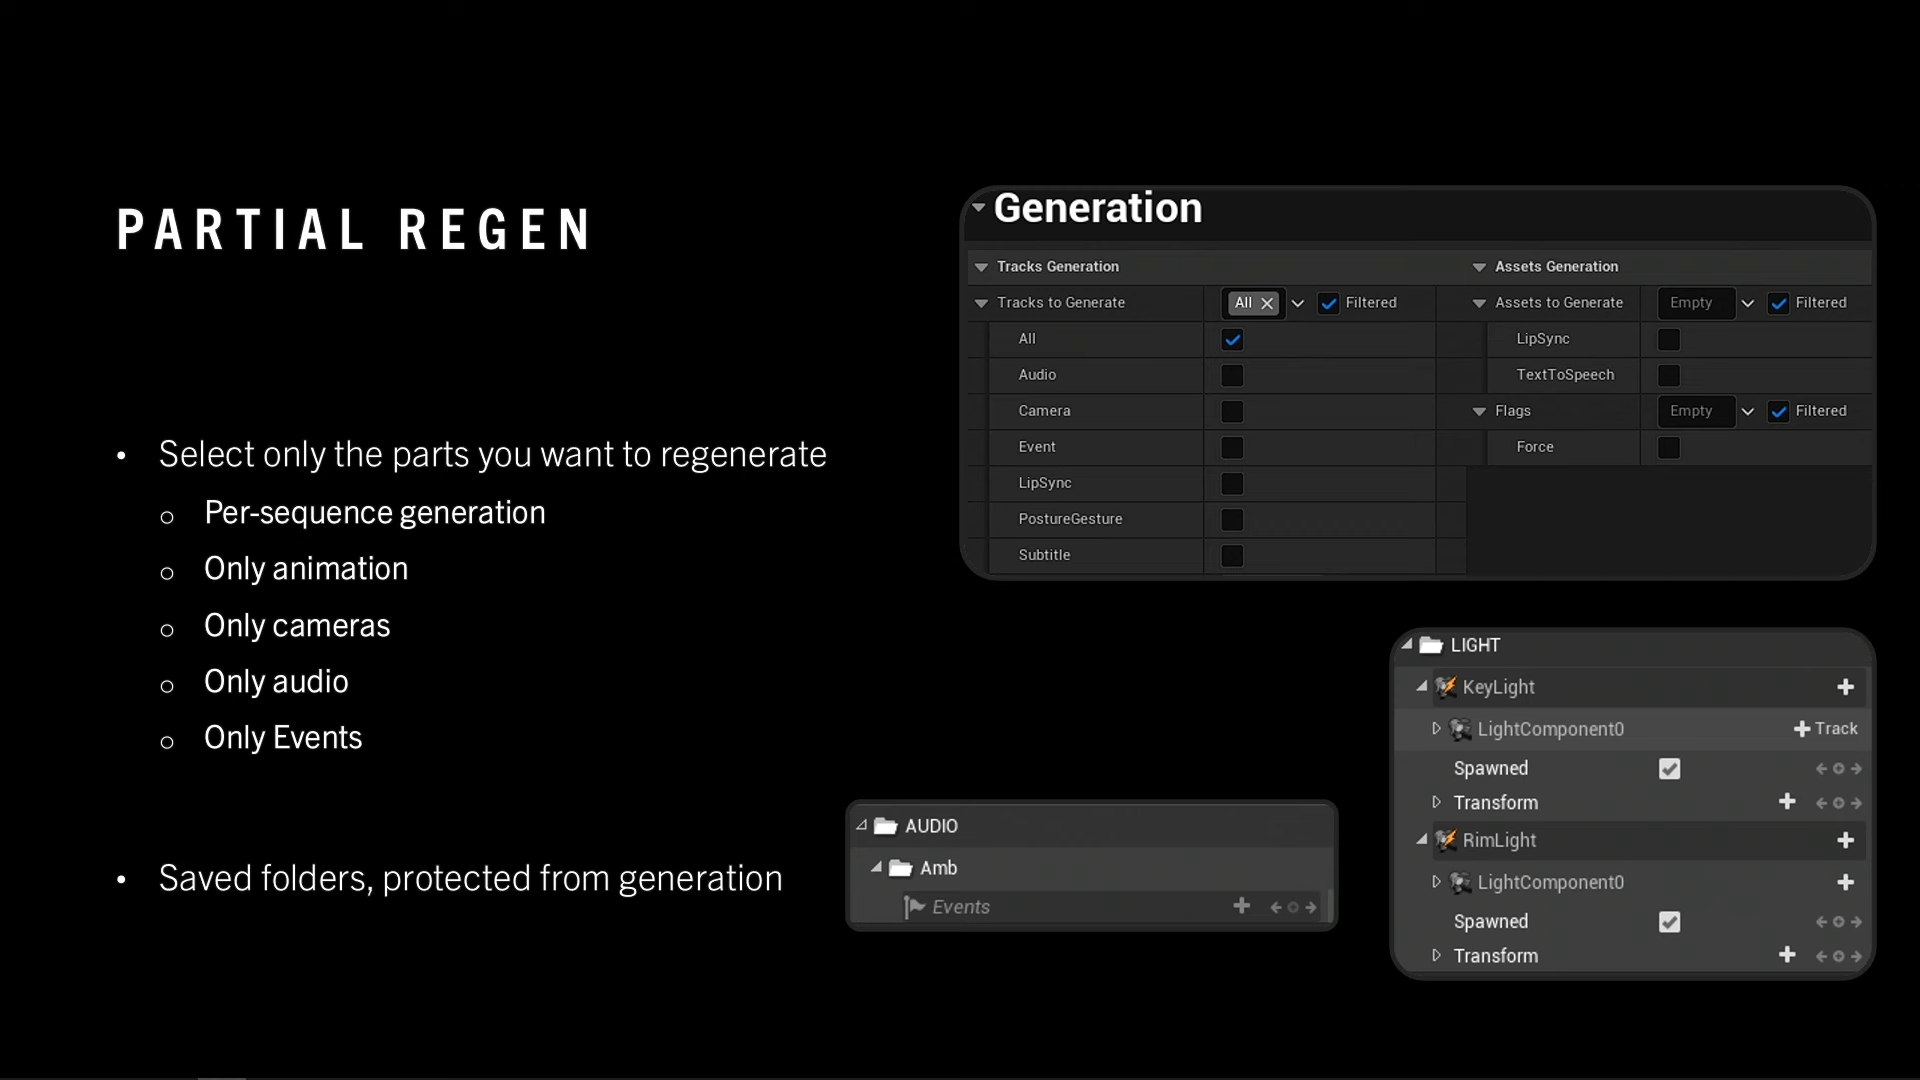 PARTIAL REGEN
• Select only the parts you want to regenerate
o Per-sequence generation
o Only animation
o Only cameras
o Only audio
o Only Events
• Saved folders, protected from generation
Generation
Tracks Generation
Tracks to Generate All Filtered
All
Audio
Camera
Event
LipSync
PostureGesture
Subtitle
Assets Generation
Assets to Generate Empty Filtered
LipSync
TextToSpeech
Flags Empty Filtered
Force
AUDIO
Amb
Events
LIGHT
KeyLight
LightComponent0 Track
Spawned
Transform
RimLight
LightComponent0
Spawned
Transform